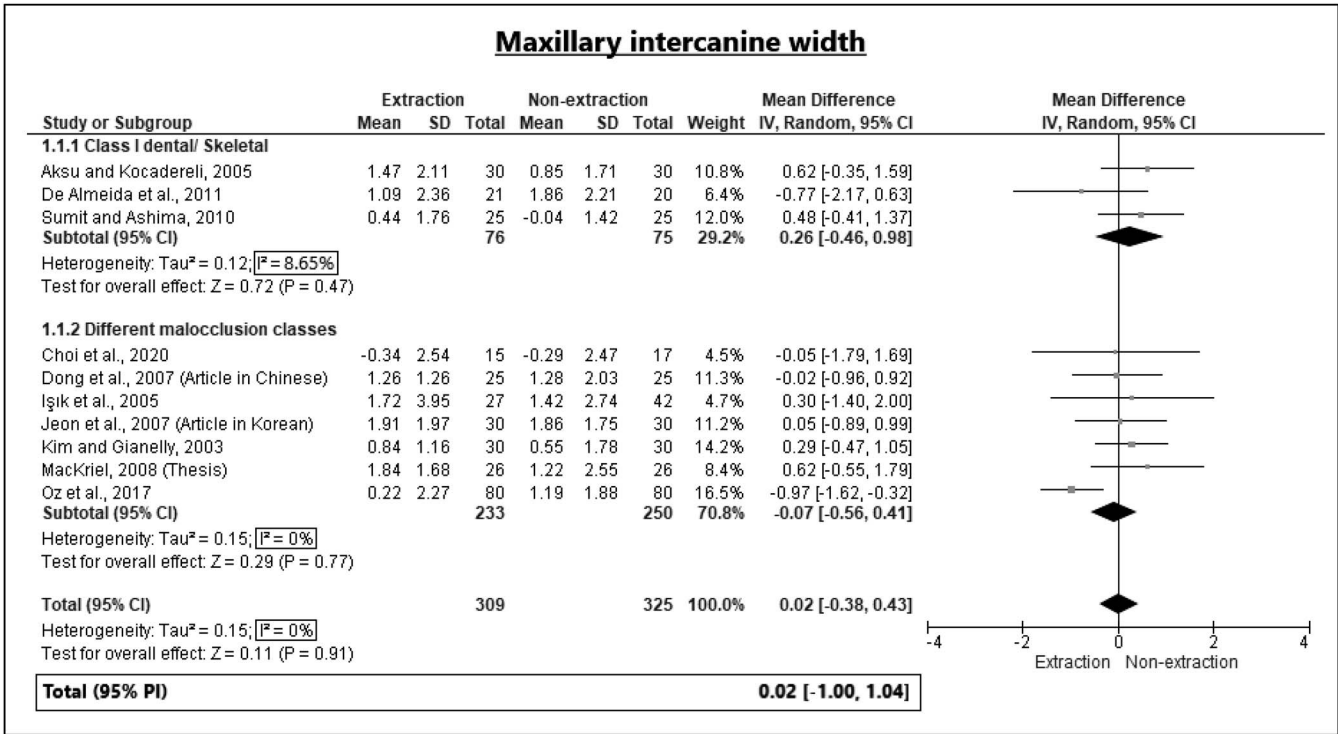 Maxillary intercanine width
Extraction Non-extraction Mean Difference Mean Difference
Study or Subgroup Mean SD Total Mean SD Total Weight IV, Random, 95% CI IV, Random, 95% CI
1.1.1 Class I dental/ Skeletal
Aksu and Kocadereli, 2005 1.47 2.11 30 0.85 1.71 30 10.8% 0.62 [-0.35, 1.59]
De Almeida et al., 2011 1.09 2.36 21 1.86 2.21 20 6.4% -0.77 [-2.17, 0.63]
Sumit and Ashima, 2010 0.44 1.76 25 -0.04 1.42 25 12.0% 0.48 [-0.41, 1.37]
Subtotal (95% CI) 76 75 29.2% 0.26 [-0.46, 0.98]
Heterogeneity: Tau² = 0.12; I² = 8.65%
Test for overall effect: Z = 0.72 (P = 0.47)
1.1.2 Different malocclusion classes
Choi et al., 2020 -0.34 2.54 15 -0.29 2.47 17 4.5% -0.05 [-1.79, 1.69]
Dong et al., 2007 (Article in Chinese) 1.26 1.26 25 1.28 2.03 25 11.3% -0.02 [-0.96, 0.92]
Işık et al., 2005 1.72 3.95 27 1.42 2.74 42 4.7% 0.30 [-1.40, 2.00]
Jeon et al., 2007 (Article in Korean) 1.91 1.97 30 1.86 1.75 30 11.3% 0.05 [-0.89, 0.99]
Kim and Gianelly, 2003 0.84 1.16 30 0.55 1.78 30 14.2% 0.29 [-0.47, 1.05]
MacKriel, 2008 (Thesis) 1.84 1.68 26 1.22 2.55 26 8.4% 0.62 [-0.55, 1.79]
Oz et al., 2017 0.22 2.27 80 1.19 1.88 80 16.5% -0.97 [-1.62, -0.32]
Subtotal (95% CI) 233 250 70.8% -0.07 [-0.56, 0.41]
Heterogeneity: Tau² = 0.15; I² = 0%
Test for overall effect: Z = 0.29 (P = 0.77)
Total (95% CI) 309 325 100.0% 0.02 [-0.38, 0.43]
Heterogeneity: Tau² = 0.15; I² = 0%
Test for overall effect: Z = 0.11 (P = 0.91)
-4 -2 0 2 4
Extraction Non-extraction
Total (95% PI) 0.02 [-1.00, 1.04]